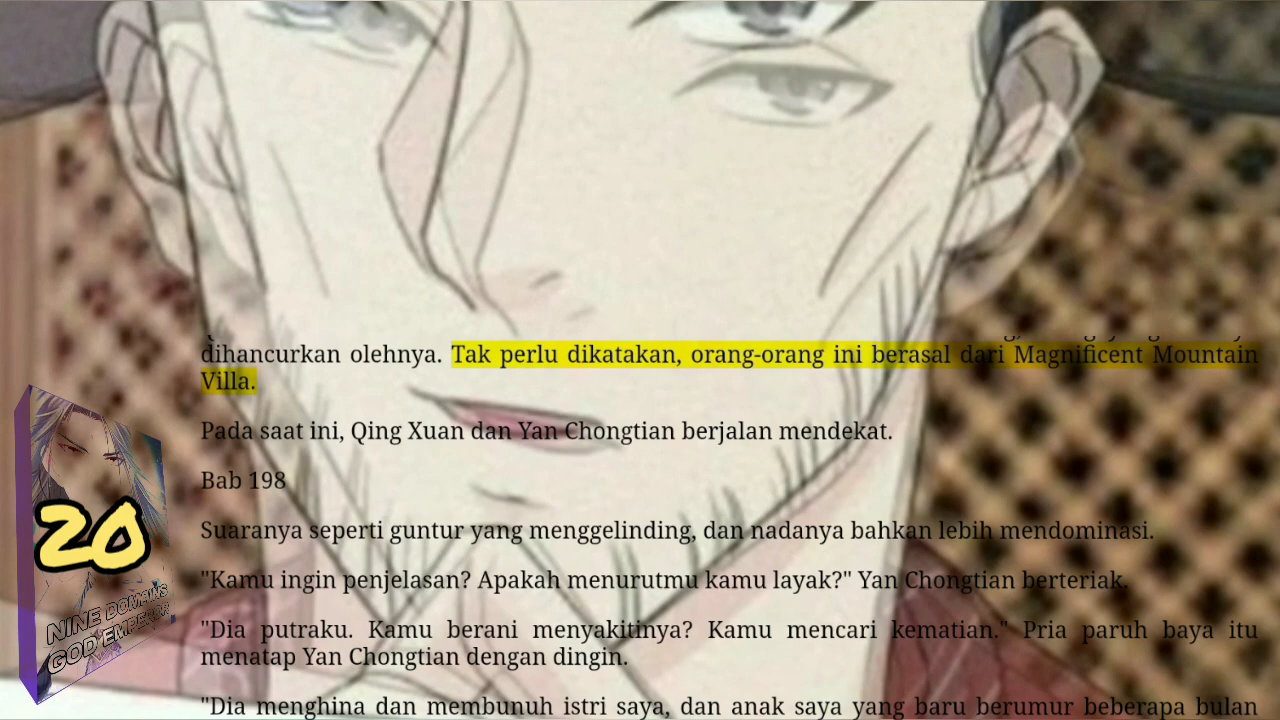 dihancurkan olehnya. Tak perlu dikatakan, orang-orang ini berasal dari Magnificent Mountain
Villa.
Pada saat ini, Qing Xuan dan Yan Chongtian berjalan mendekat.
Bab 198
Suaranya seperti guntur yang menggelinding, dan nadanya bahkan lebih mendominasi.
"Kamu ingin penjelasan? Apakah menurutmu kamu layak?" Yan Chongtian berteriak.
"Dia putraku. Kamu berani menyakitinya? Kamu mencari kematian." Pria paruh baya itu
menatap Yan Chongtian dengan dingin.
"Dia menghina dan membunuh istri saya, dan anak saya yang baru berumur beberapa bulan
20
NINE DOMAINS
GOD EMPEROR